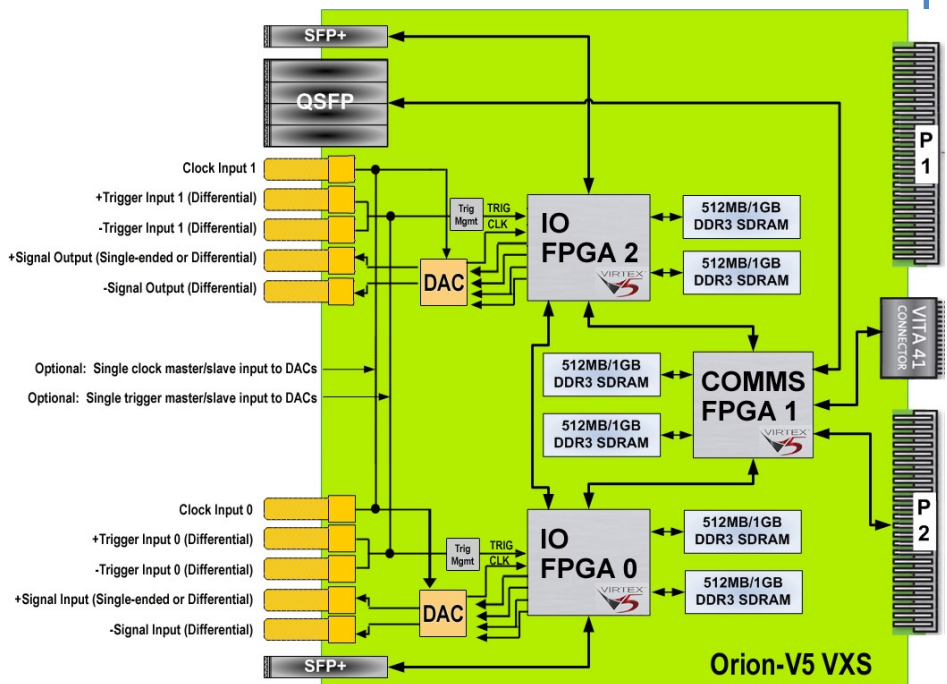 SFP+
QSFP
P
1
Clock Input 1
+Trigger Input 1 (Differential)
-Trigger Input 1 (Differential)
+Signal Output (Single-ended or Differential)
-Signal Output (Differential)
Trig
Mgmt
TRIG
CLK
DAC
IO
FPGA 2
VIRTEX
5
512MB/1GB
DDR3 SDRAM
512MB/1GB
DDR3 SDRAM
VITA 41
CONNECTOR
Optional: Single clock master/slave input to DACs
Optional: Single trigger master/slave input to DACs
512MB/1GB
DDR3 SDRAM
512MB/1GB
DDR3 SDRAM
COMMS
FPGA 1
VIRTEX
5
P
2
Clock Input 0
+Trigger Input 0 (Differential)
-Trigger Input 0 (Differential)
+Signal Input (Single-ended or Differential)
-Signal Input (Differential)
Trig
Mgmt
TRIG
CLK
DAC
IO
FPGA 0
VIRTEX
5
512MB/1GB
DDR3 SDRAM
512MB/1GB
DDR3 SDRAM
SFP+
Orion-V5 VXS